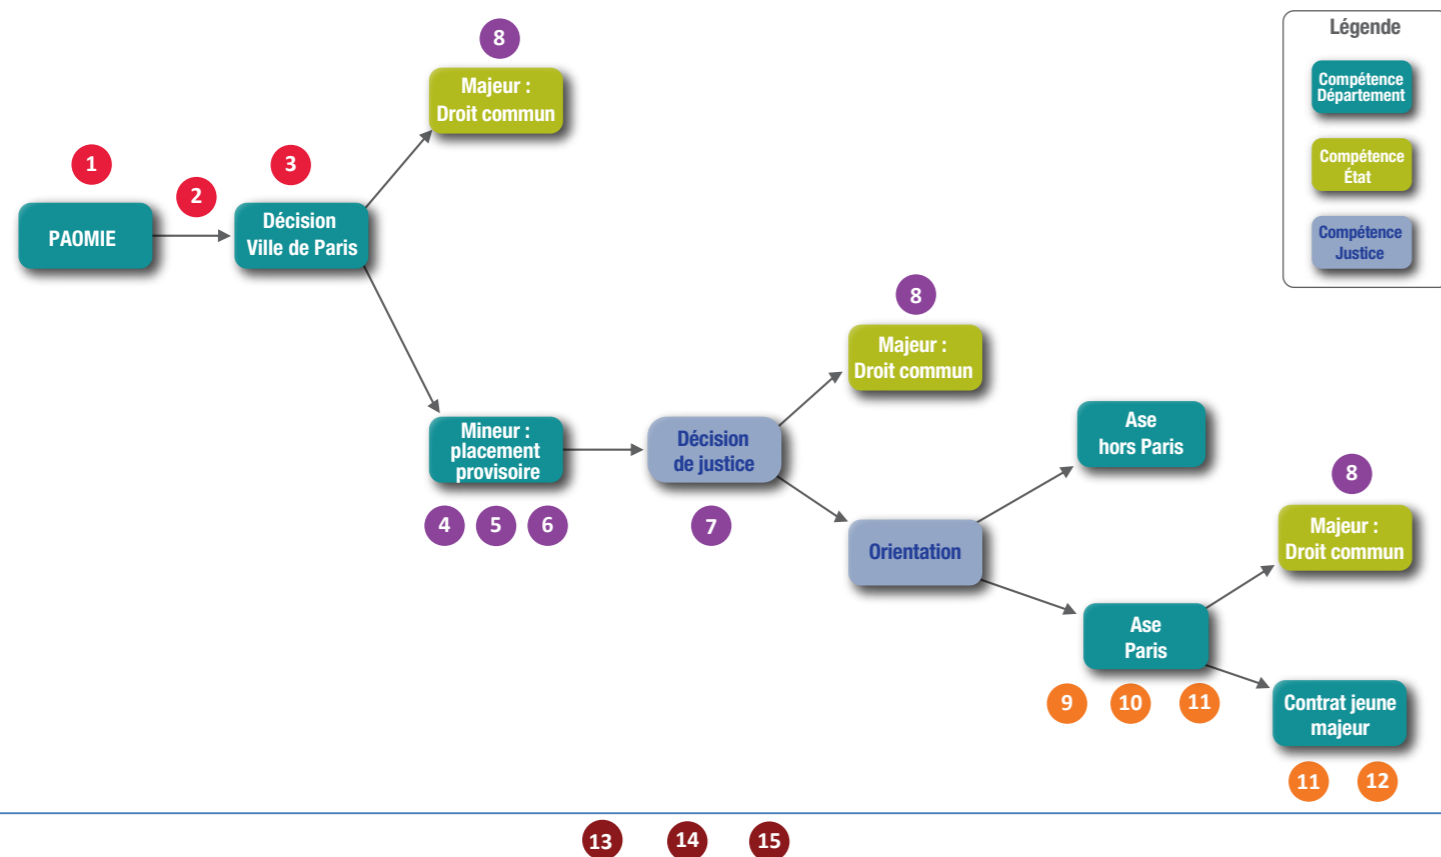 Légende
Compétence
Département
Compétence
État
Compétence
Justice
8
Majeur :
Droit commun
1
2
3
PAOMIE
Décision
Ville de Paris
8
Majeur :
Droit commun
Mineur :
placement
provisoire
4 5 6
Décision
de justice
7
Ase
hors Paris
Orientation
8
Majeur :
Droit commun
Ase
Paris
9 10 11
Contrat jeune
majeur
11 12
13 14 15